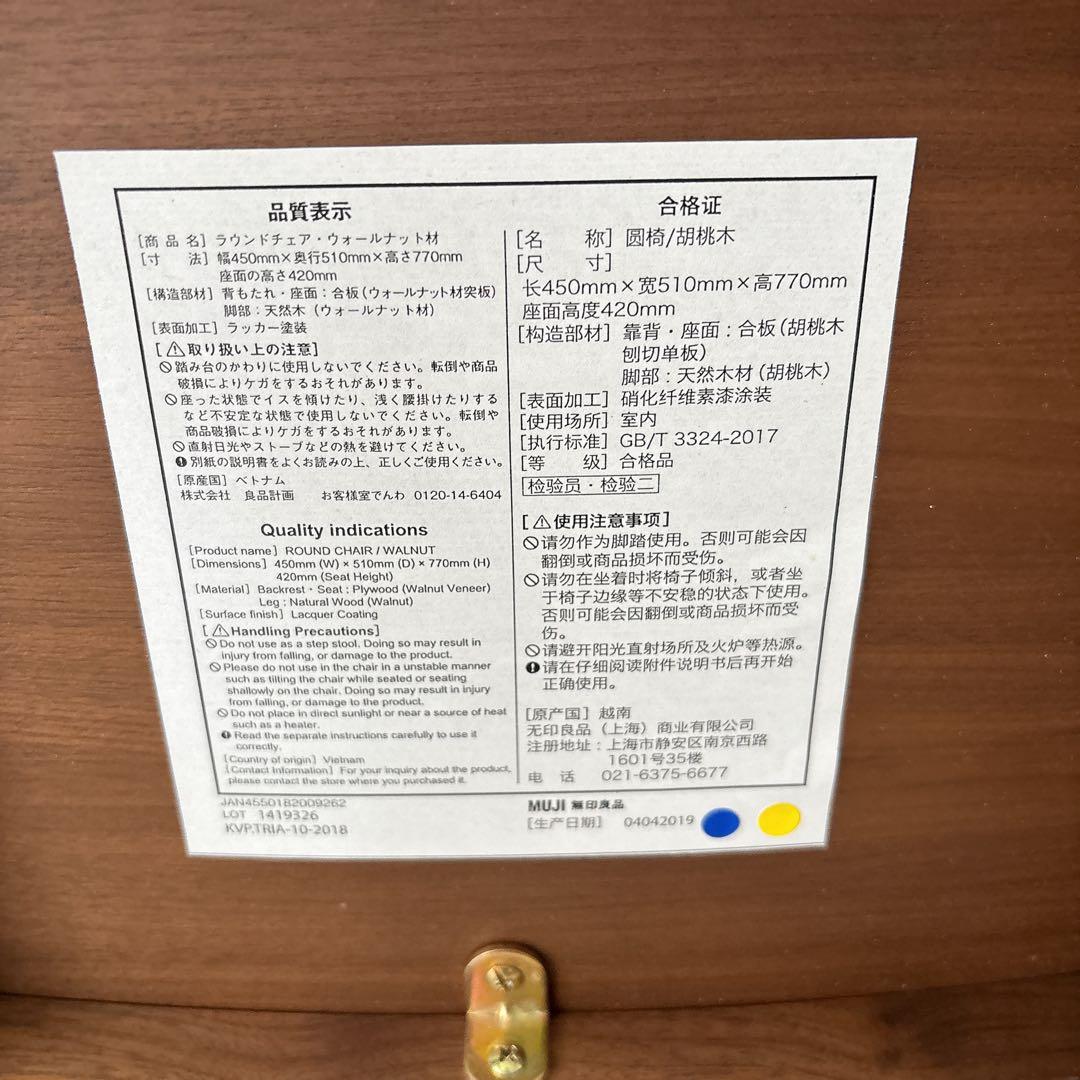 品質表示
[商品名] ラウンドチェア・ウォールナット材
[寸　法] 幅450mm×奥行510mm×高さ770mm
座面の高さ420mm
[構造部材] 背もたれ・座面：合板（ウォールナット材突板）
脚部：天然木（ウォールナット材）
[表面加工] ラッカー塗装
[⚠取り扱い上の注意]
🚫踏み台のかわりに使用しないでください。転倒や商品
破損によりケガをするおそれがあります。
🚫座った状態でイスを傾けたり、浅く腰掛けたりする
など不安定な状態で使用しないでください。転倒や
商品破損によりケガをするおそれがあります。
🚫直射日光やストーブなどの熱を避けてください。
❗別紙の説明書をよくお読みの上、正しくご使用ください。
[原産国] ベトナム
株式会社　良品計画　お客様室でんわ　0120-14-6404
Quality indications
[Product name] ROUND CHAIR / WALNUT
[Dimensions] 450mm (W) × 510mm (D) × 770mm (H)
420mm (Seat Height)
[Material] Backrest・Seat ; Plywood (Walnut Veneer)
Leg ; Natural Wood (Walnut)
[Surface finish] Lacquer Coating
[⚠Handling Precautions]
🚫Do not use as a step stool. Doing so may result in
injury from falling, or damage to the product.
🚫Please do not use in the chair in a unstable manner
such as tilting the chair while seated or seating
shallowly on the chair. Doing so may result in injury
from falling, or damage to the product.
🚫Do not place in direct sunlight or near a source of heat
such as a heater.
❗Read the separate instructions carefully to use it
correctly.
[Country of origin] Vietnam
[Contact Information] For your inquiry about the product,
please contact the store where you purchased it.
JAN4550182009262
LOT 1419326
KVP.TRIA-10-2018
合格证
[名　称] 圆椅/胡桃木
[尺　寸]
长450mm×宽510mm×高770mm
座面高度420mm
[构造部材] 靠背・座面：合板（胡桃木
刨切单板）
脚部：天然木材（胡桃木）
[表面加工] 硝化纤维素漆涂装
[使用场所] 室内
[执行标准] GB/T 3324-2017
[等　级] 合格品
检验员・检验二
[⚠使用注意事项]
🚫请勿作为脚踏使用。否则可能会因
翻倒或商品损坏而受伤。
🚫请勿在坐着时将椅子倾斜，或者坐
于椅子边缘等不安稳的状态下使用。
否则可能会因翻倒或商品损坏而受
伤。
🚫请避开阳光直射场所及火炉等热源。
❗请在仔细阅读附件说明书后再开始
正确使用。
[原产国] 越南
无印良品（上海）商业有限公司
注册地址：上海市静安区南京西路
1601号35楼
电　话　021-6375-6677
MUJI 無印良品
[生产日期] 04042019